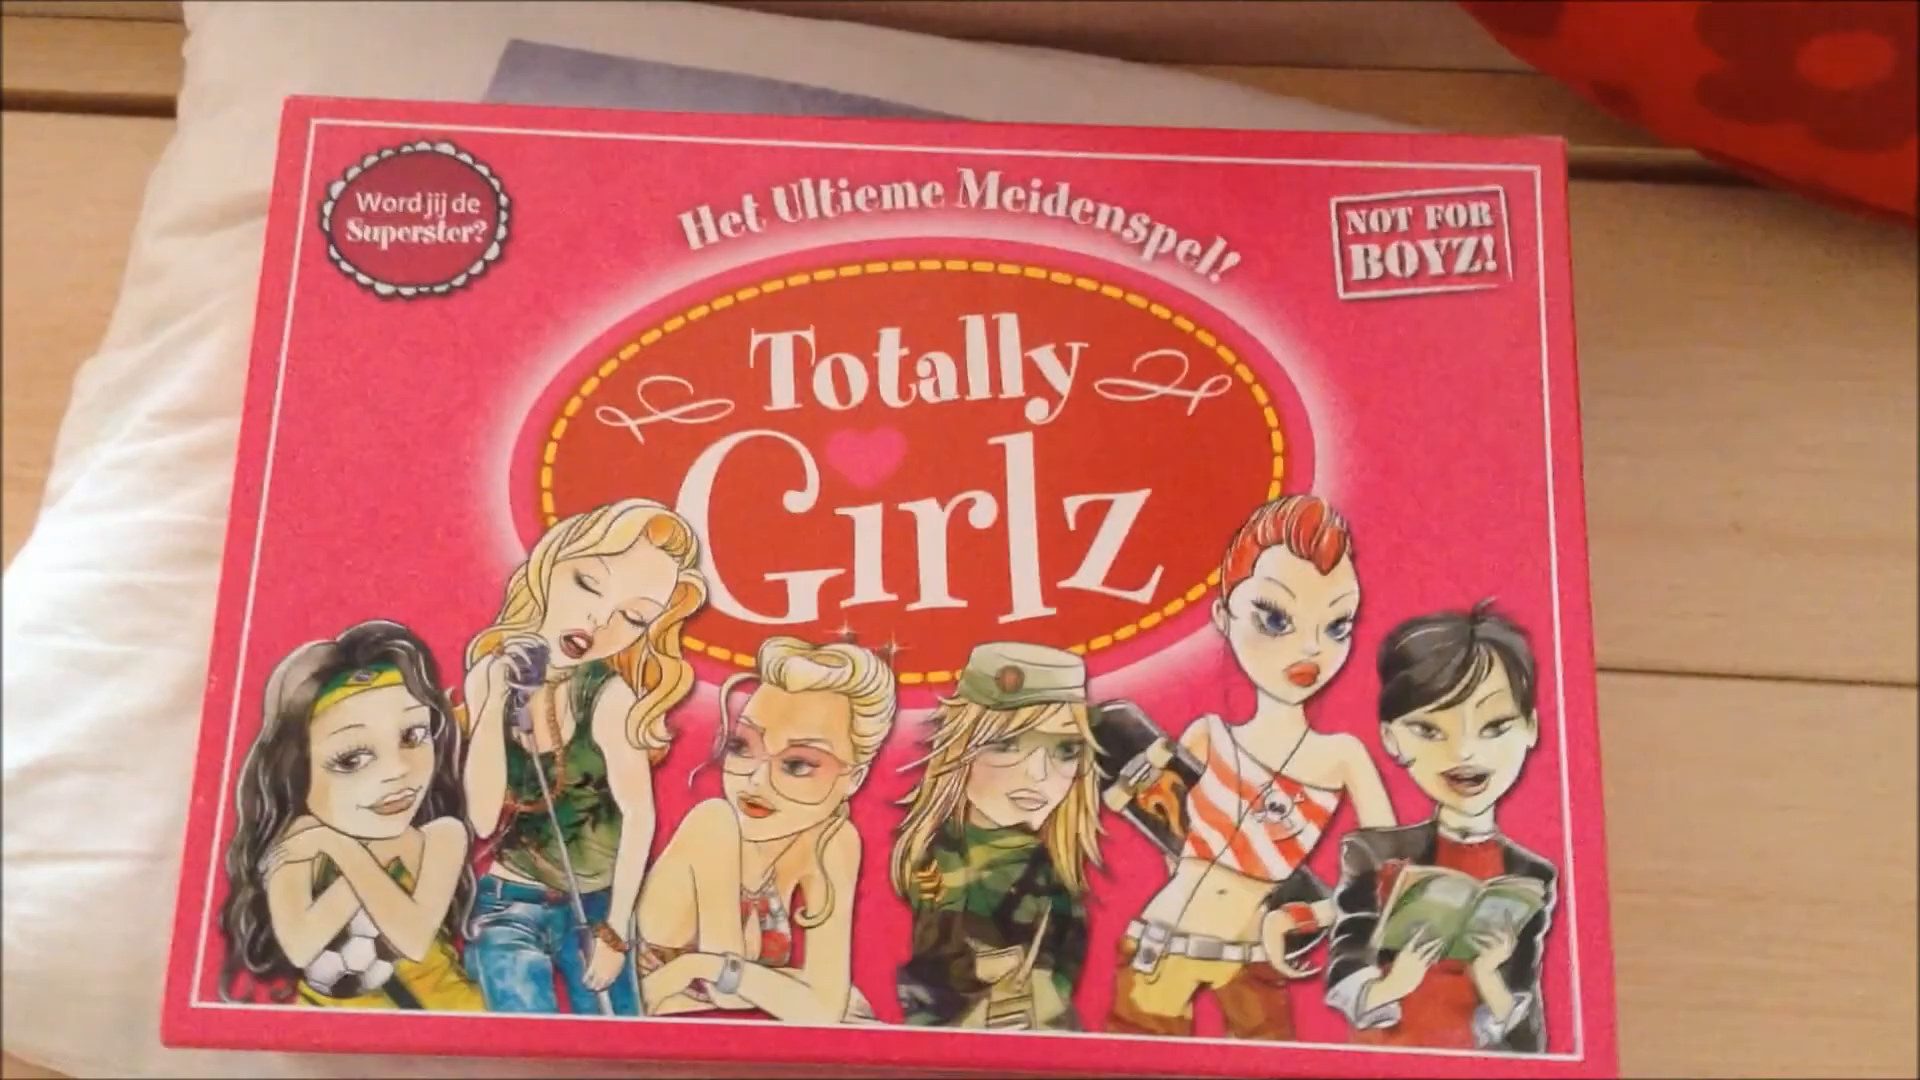 Word jij de
Superster?
Het Ultieme Meidenspel!
NOT FOR
BOYZ!
Totally
Girlz